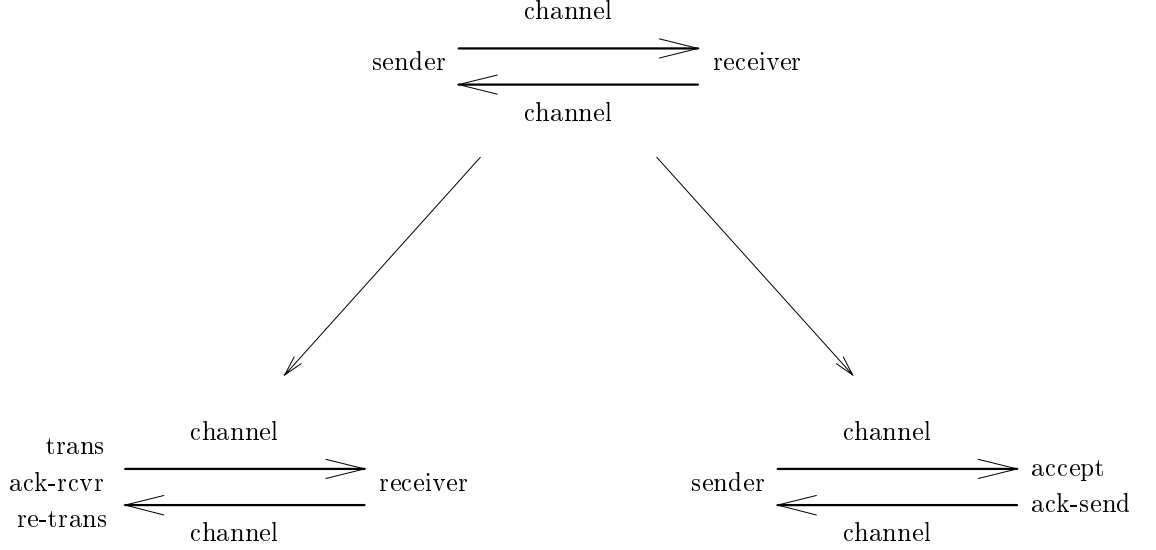 channel
sender
receiver
channel
channel
trans
ack-rcvr
re-trans
receiver
channel
channel
sender
accept
ack-send
channel